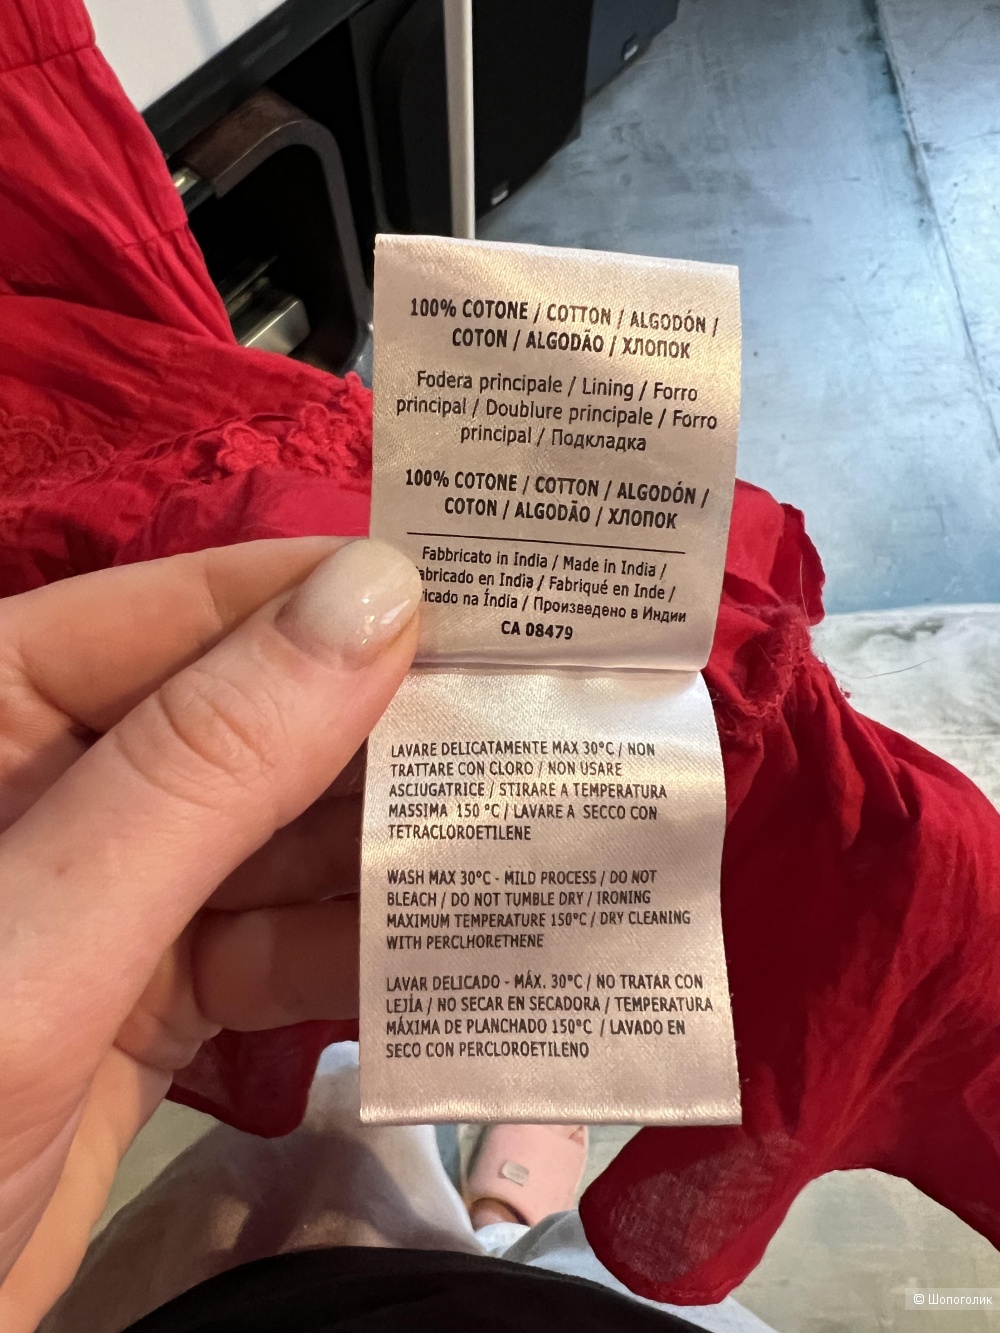 100% COTONE / COTTON / ALGODÓN /
COTON / ALGODÃO / ХЛОПОК
Fodera principale / Lining / Forro
principal / Doublure principale / Forro
principal / Подкладка
100% COTONE / COTTON / ALGODÓN /
COTON / ALGODÃO / ХЛОПОК
Fabbricato in India / Made in India /
abricado en India / Fabriqué en Inde /
ricado na Índia / Произведено в Индии
CA 08479
LAVARE DELICATAMENTE MAX 30°C / NON
TRATTARE CON CLORO / NON USARE
ASCIUGATRICE / STIRARE A TEMPERATURA
MASSIMA 150 °C / LAVARE A SECCO CON
TETRACLOROETILENE
WASH MAX 30°C - MILD PROCESS / DO NOT
BLEACH / DO NOT TUMBLE DRY / IRONING
MAXIMUM TEMPERATURE 150°C / DRY CLEANING
WITH PERCLHORETHENE
LAVAR DELICADO - MÁX. 30°C / NO TRATAR CON
LEJÍA / NO SECAR EN SECADORA / TEMPERATURA
MÁXIMA DE PLANCHADO 150°C / LAVADO EN
SECO CON PERCLOROETILENO
© Шопоголик